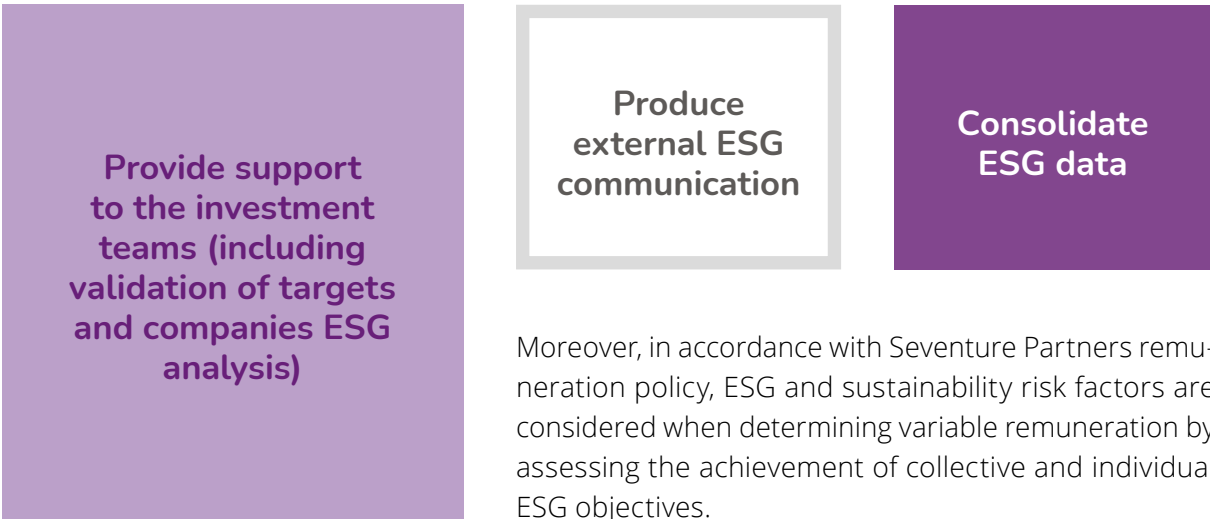 Provide support
to the investment
teams (including
validation of targets
and companies ESG
analysis)
Produce
external ESG
communication
Consolidate
ESG data
Moreover, in accordance with Seventure Partners remu-
neration policy, ESG and sustainability risk factors are
considered when determining variable remuneration by
assessing the achievement of collective and individual
ESG objectives.